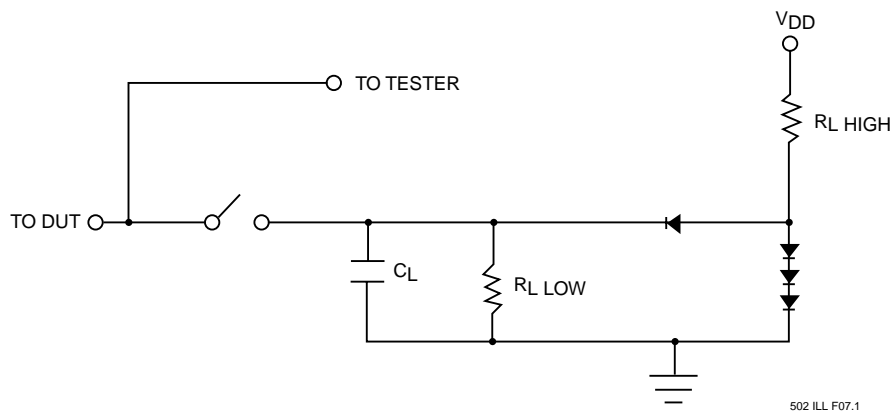 VDD
TO TESTER
RL HIGH
TO DUT
CL
RL LOW
502 ILL F07.1